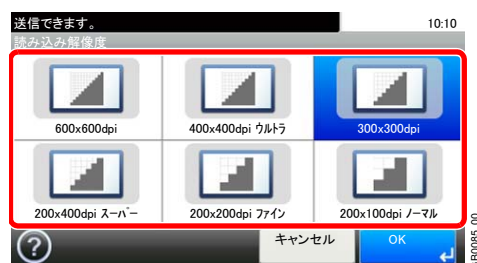 送信できます。 10:10
読み込み解像度
600x600dpi 400x400dpi ウルトラ 300x300dpi
200x400dpi スーパー 200x200dpi ファイン 200x100dpi ノーマル
? キャンセル OK